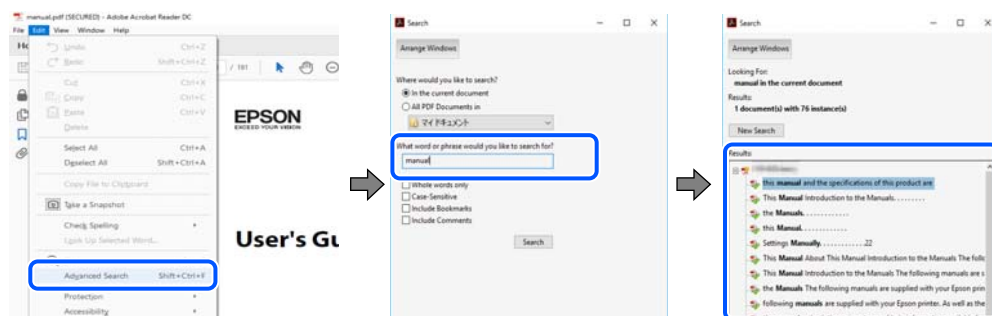 manual.pdf (SECURED) - Adobe Acrobat Reader DC
File Edit View Window Help
Undo Ctrl+Z
Redo Shift+Ctrl+Z
Cut Ctrl+X
Copy Ctrl+C
Paste Ctrl+V
Delete
Select All Ctrl+A
Deselect All Shift+Ctrl+A
Copy File to Clipboard
Take a Snapshot
Check Spelling
Look Up Selected Word...
Advanced Search Shift+Ctrl+F
Protection
Accessibility
/ 181
EPSON
EXCEED YOUR VISION
User's Gu
Search
Arrange Windows
Where would you like to search?
In the current document
All PDF Documents in
マイ ドキュメント
What word or phrase would you like to search for?
manual
Whole words only
Case-Sensitive
Include Bookmarks
Include Comments
Search
Search
Arrange Windows
Looking For:
manual in the current document
Results:
1 document(s) with 76 instance(s)
New Search
Results:
this manual and the specifications of this product are
This Manual Introduction to the Manuals. . . . . . . . .
the Manuals. . . . . . . . . . . .
this Manual. . . . . . . . . . . .
Settings Manually. . . . . . . . . . . .22
This Manual About This Manual Introduction to the Manuals The follo
This Manual Introduction to the Manuals The following manuals are s
the Manuals The following manuals are supplied with your Epson prin
following manuals are supplied with your Epson printer. As well as the